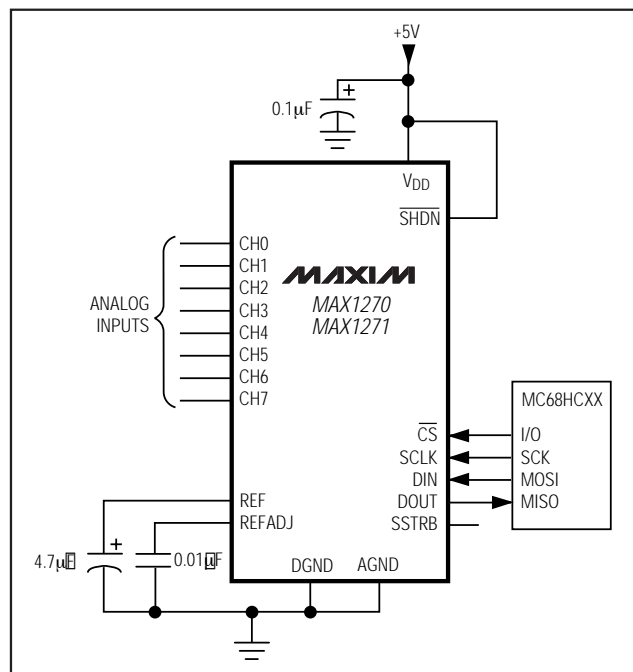 +5V
0.1µF
+
VDD
SHDN
CH0
CH1
CH2
CH3
CH4
CH5
CH6
CH7
ANALOG
INPUTS
MAXIM
MAX1270
MAX1271
MC68HCXX
CS
I/O
SCLK
SCK
DIN
MOSI
DOUT
MISO
SSTRB
REF
REFADJ
4.7µF
+
0.01µF
DGND
AGND